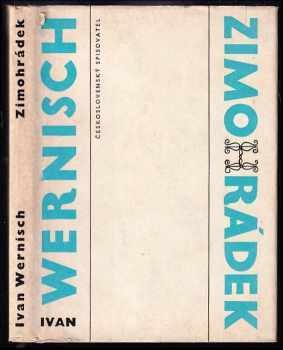 Ivan Wernisch Zimohrádek
IVAN WERNISCH
ČESKOSLOVENSKÝ SPISOVATEL
ZIMOHRÁDEK